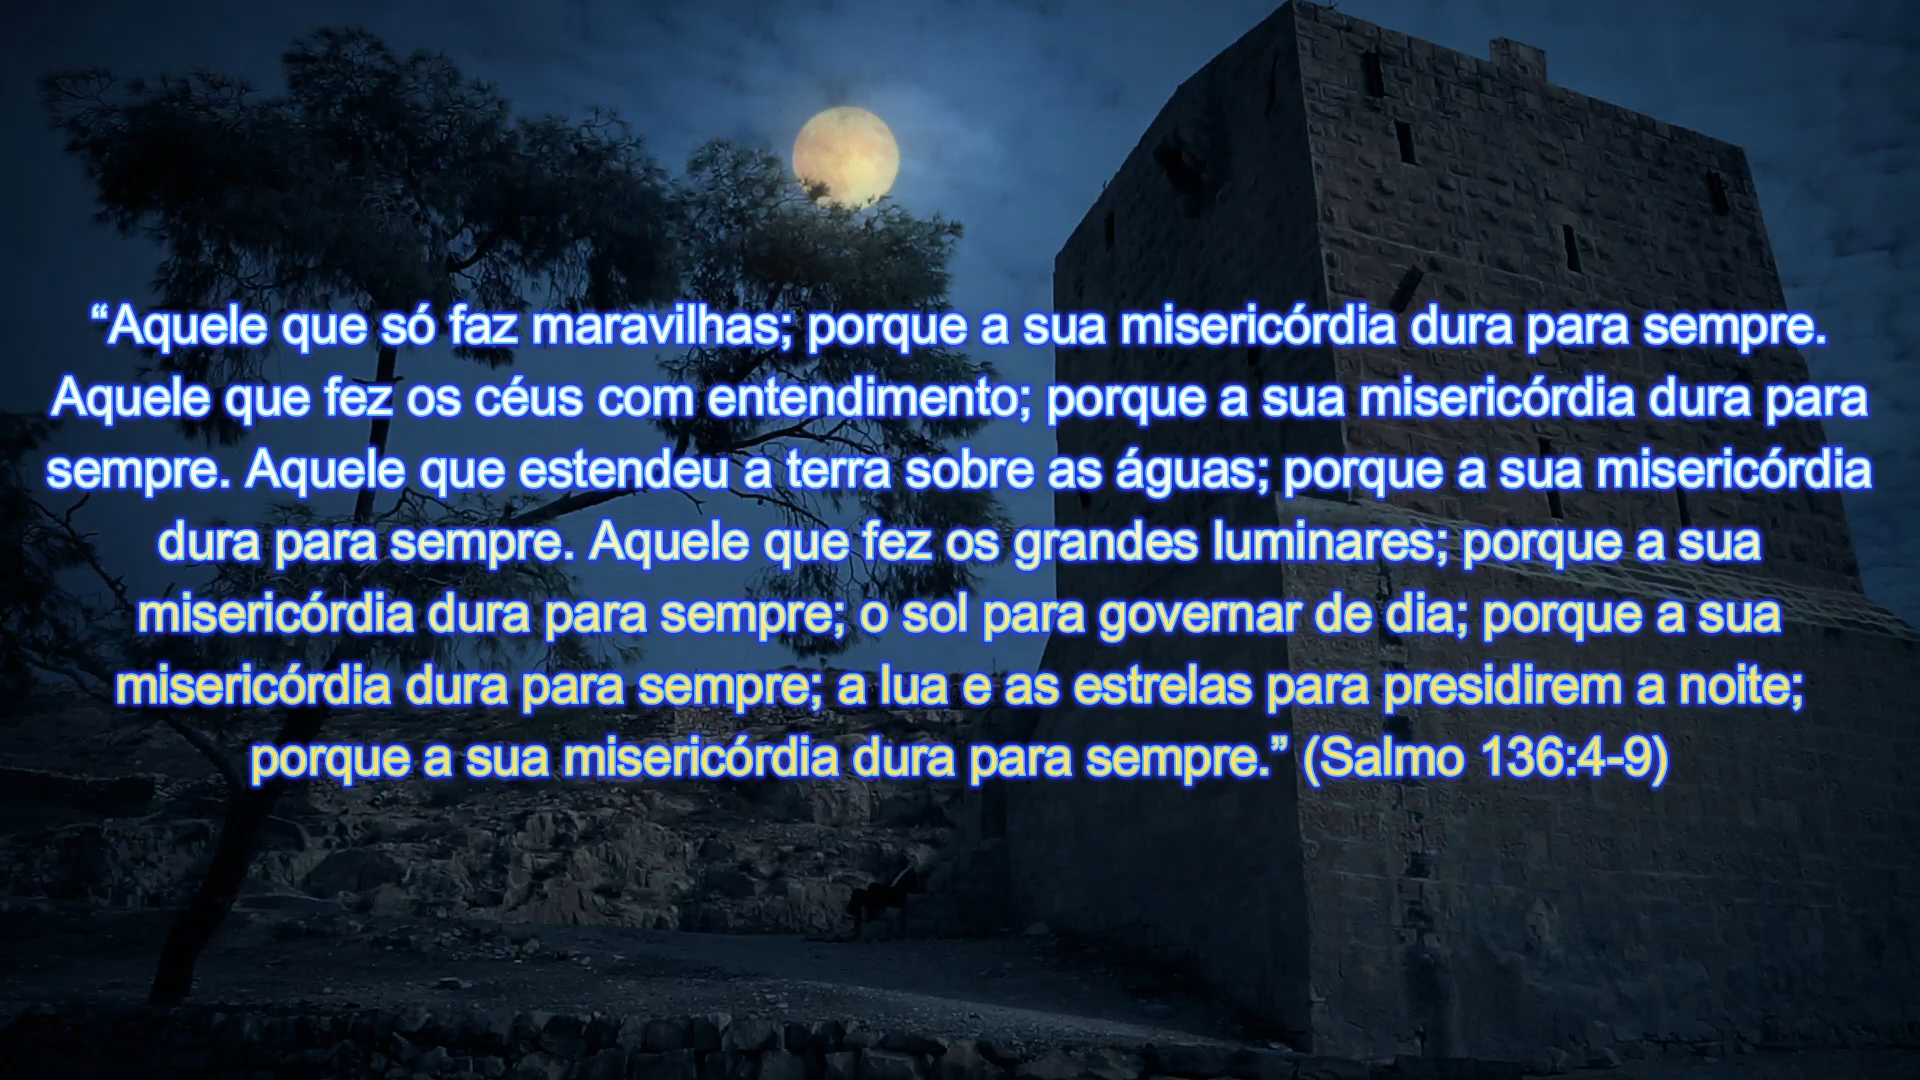 “Aquele que só faz maravilhas; porque a sua misericórdia dura para sempre.
Aquele que fez os céus com entendimento; porque a sua misericórdia dura para
sempre. Aquele que estendeu a terra sobre as águas; porque a sua misericórdia
dura para sempre. Aquele que fez os grandes luminares; porque a sua
misericórdia dura para sempre; o sol para governar de dia; porque a sua
misericórdia dura para sempre; a lua e as estrelas para presidirem a noite;
porque a sua misericórdia dura para sempre.” (Salmo 136:4-9)